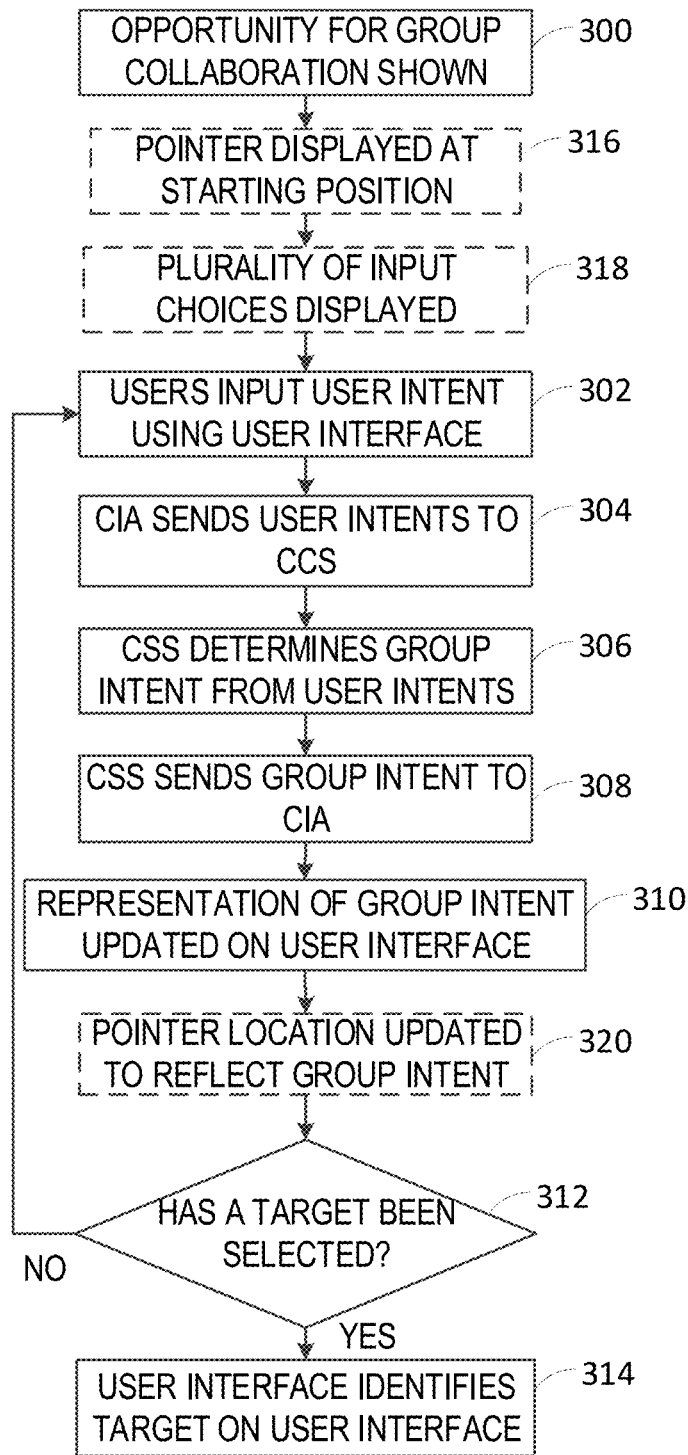 OPPORTUNITY FOR GROUP
COLLABORATION SHOWN
300
POINTER DISPLAYED AT
STARTING POSITION
316
PLURALITY OF INPUT
CHOICES DISPLAYED
318
USERS INPUT USER INTENT
USING USER INTERFACE
302
CIA SENDS USER INTENTS TO
CCS
304
CSS DETERMINES GROUP
INTENT FROM USER INTENTS
306
CSS SENDS GROUP INTENT TO
CIA
308
REPRESENTATION OF GROUP INTENT
UPDATED ON USER INTERFACE
310
POINTER LOCATION UPDATED
TO REFLECT GROUP INTENT
320
HAS A TARGET BEEN
SELECTED?
312
NO
YES
USER INTERFACE IDENTIFIES
TARGET ON USER INTERFACE
314